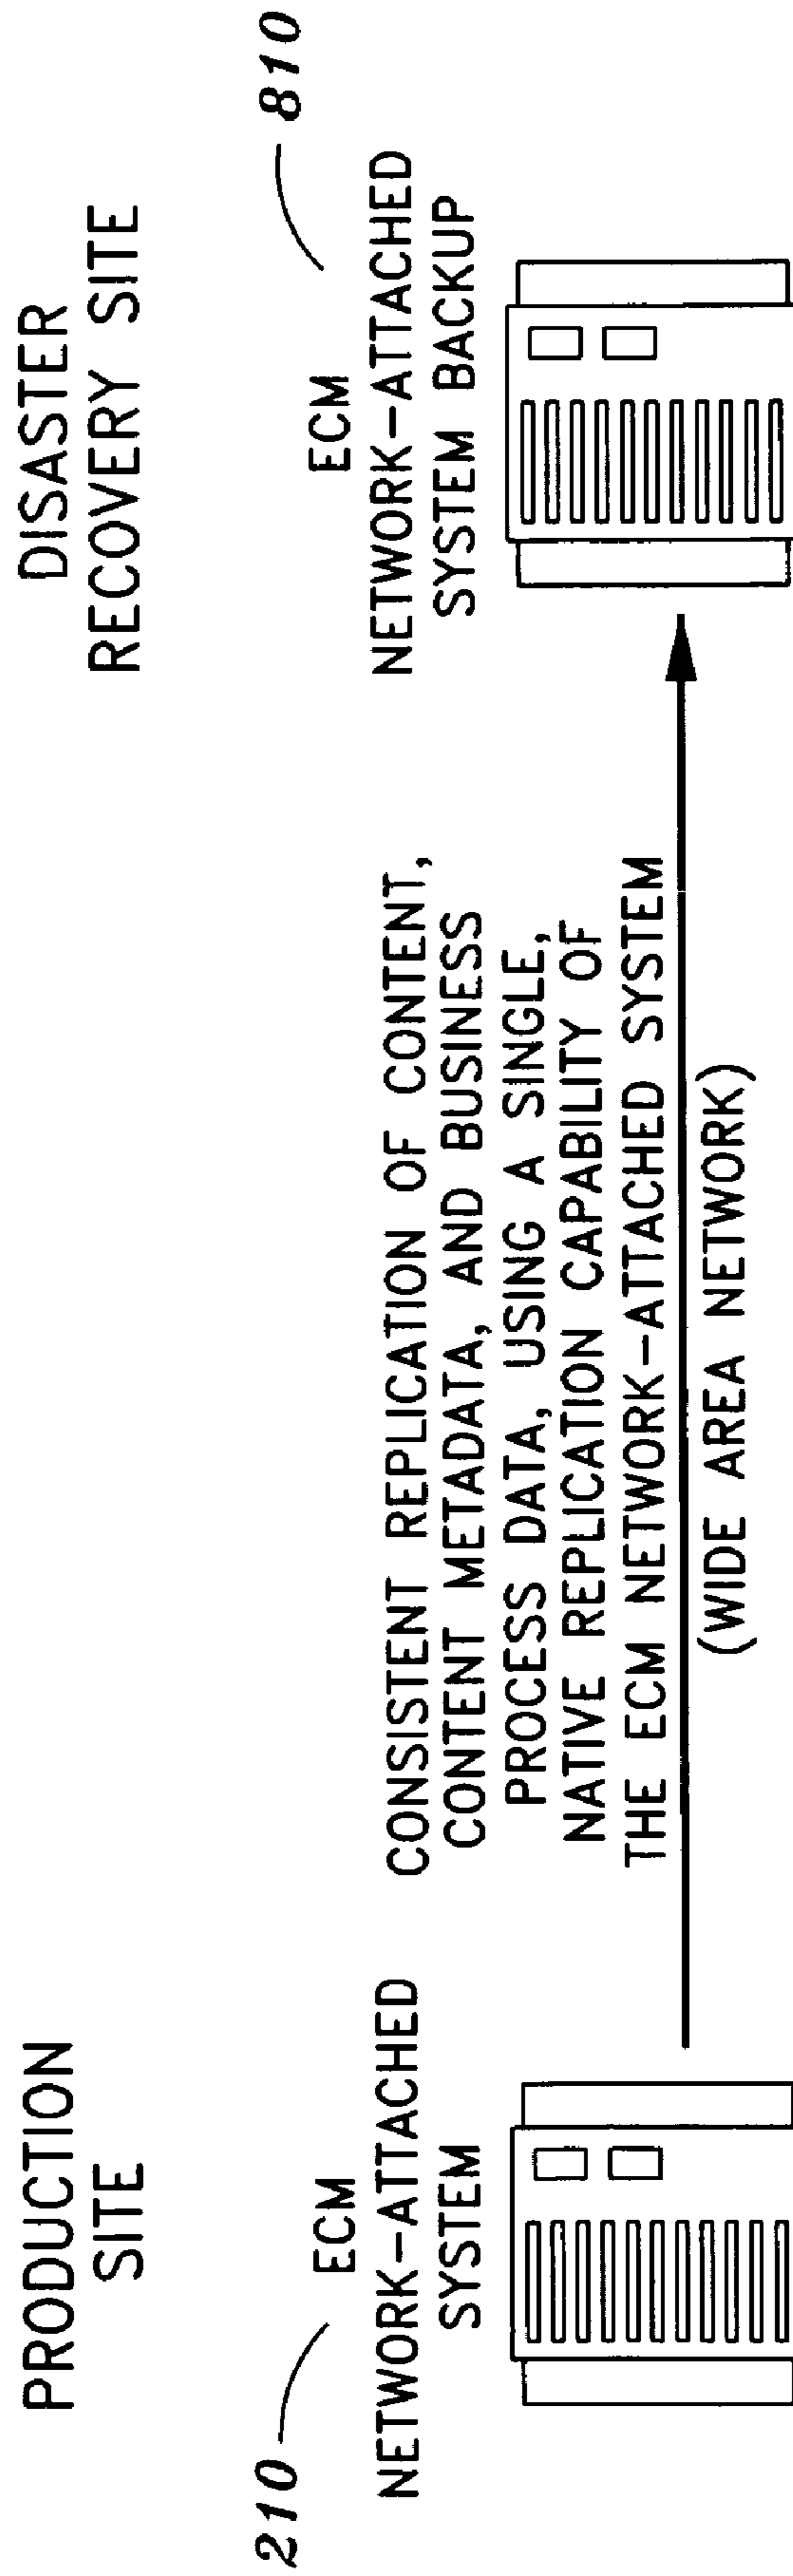 PRODUCTION
SITE
DISASTER
RECOVERY SITE
210
ECM
NETWORK-ATTACHED
SYSTEM
CONSISTENT REPLICATION OF CONTENT,
CONTENT METADATA, AND BUSINESS
PROCESS DATA, USING A SINGLE,
NATIVE REPLICATION CAPABILITY OF
THE ECM NETWORK-ATTACHED SYSTEM
(WIDE AREA NETWORK)
810
ECM
NETWORK-ATTACHED
SYSTEM BACKUP